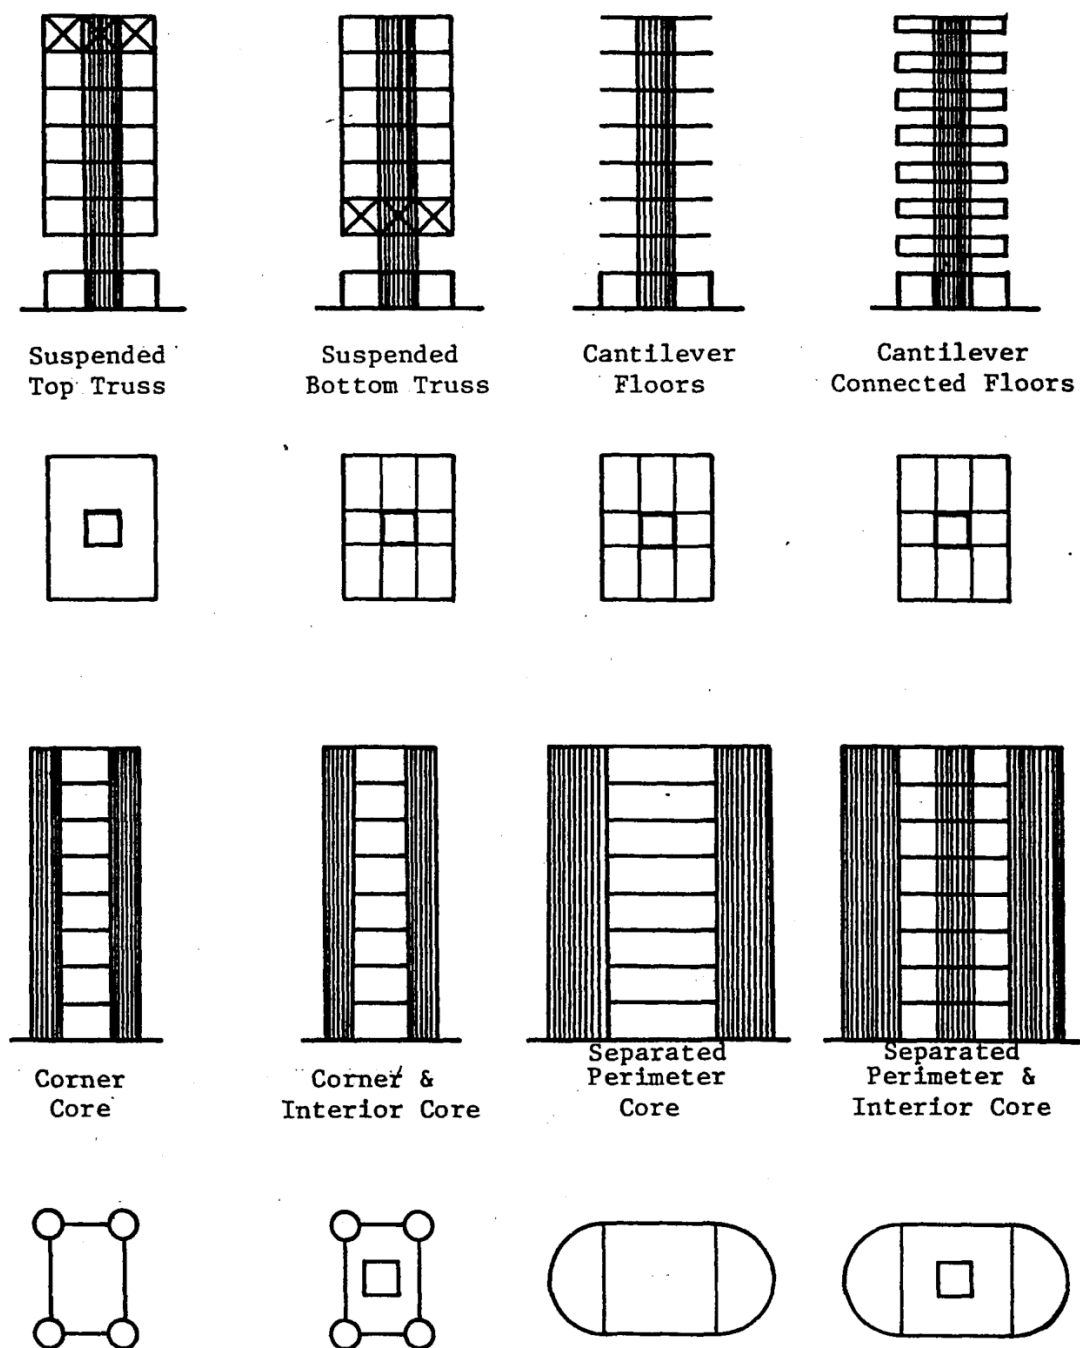 Suspended
Top Truss
Suspended
Bottom Truss
Cantilever
Floors
Cantilever
Connected Floors
Corner
Core
Corner &
Interior Core
Separated
Perimeter
Core
Separated
Perimeter &
Interior Core